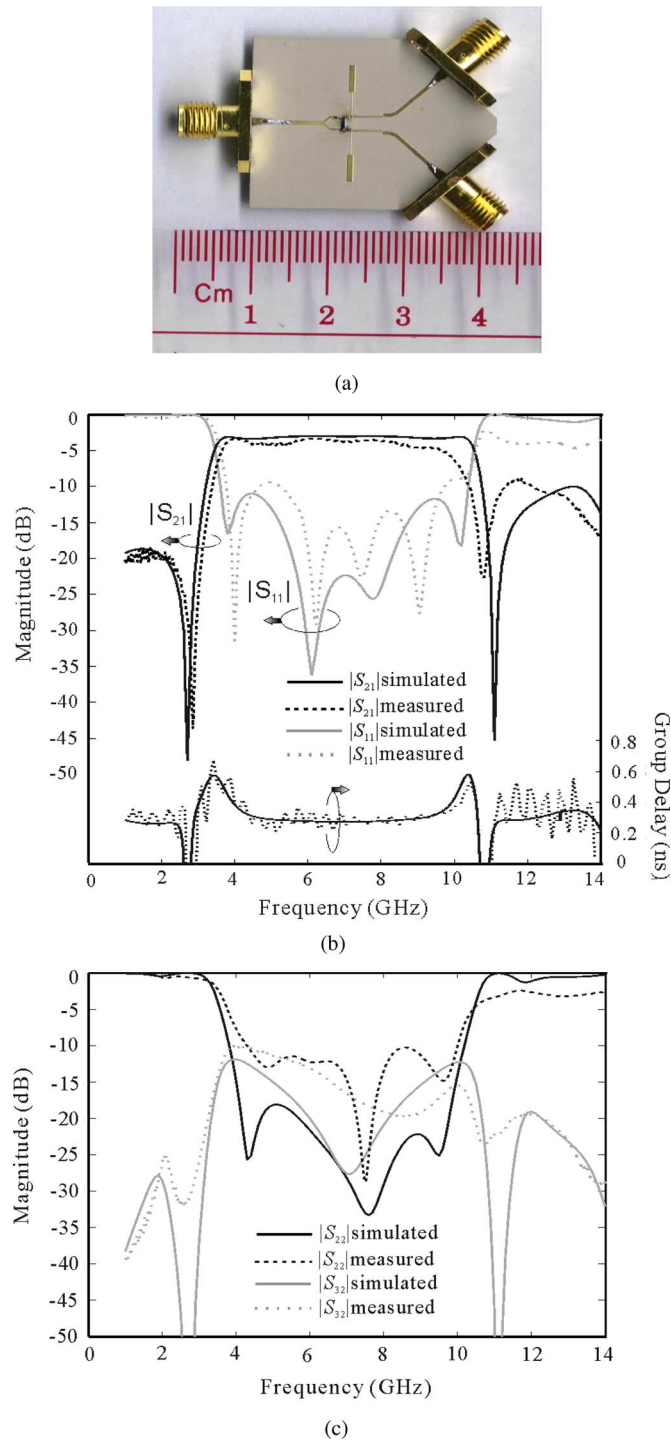 Cm 1 2 3 4
(a)
0
-5
-10
-15
-20
-25
-30
-35
-40
-45
-50
Magnitude (dB)
|S21|
|S11|
|S21|simulated
|S21|measured
|S11|simulated
|S11|measured
0.8
0.6
0.4
0.2
0
Group Delay (ns)
0 2 4 6 8 10 12 14
Frequency (GHz)
(b)
0
-5
-10
-15
-20
-25
-30
-35
-40
-45
-50
Magnitude (dB)
|S22|simulated
|S22|measured
|S32|simulated
|S32|measured
0 2 4 6 8 10 12 14
Frequency (GHz)
(c)